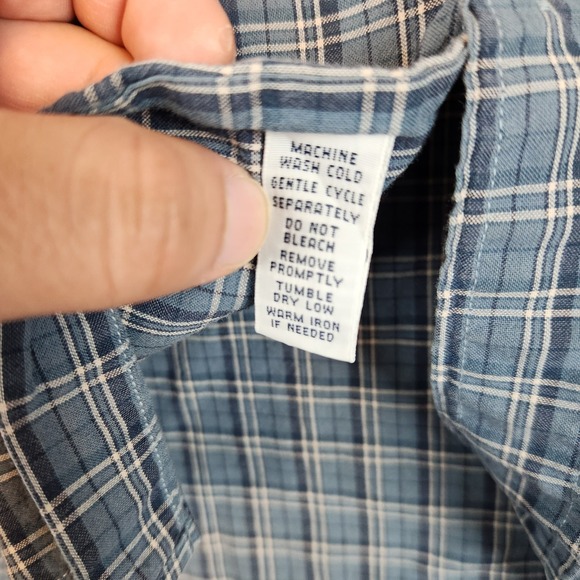 MACHINE
WASH COLD
GENTLE CYCLE
SEPARATELY
DO NOT
BLEACH
REMOVE
PROMPTLY
TUMBLE
DRY LOW
WARM IRON
IF NEEDED